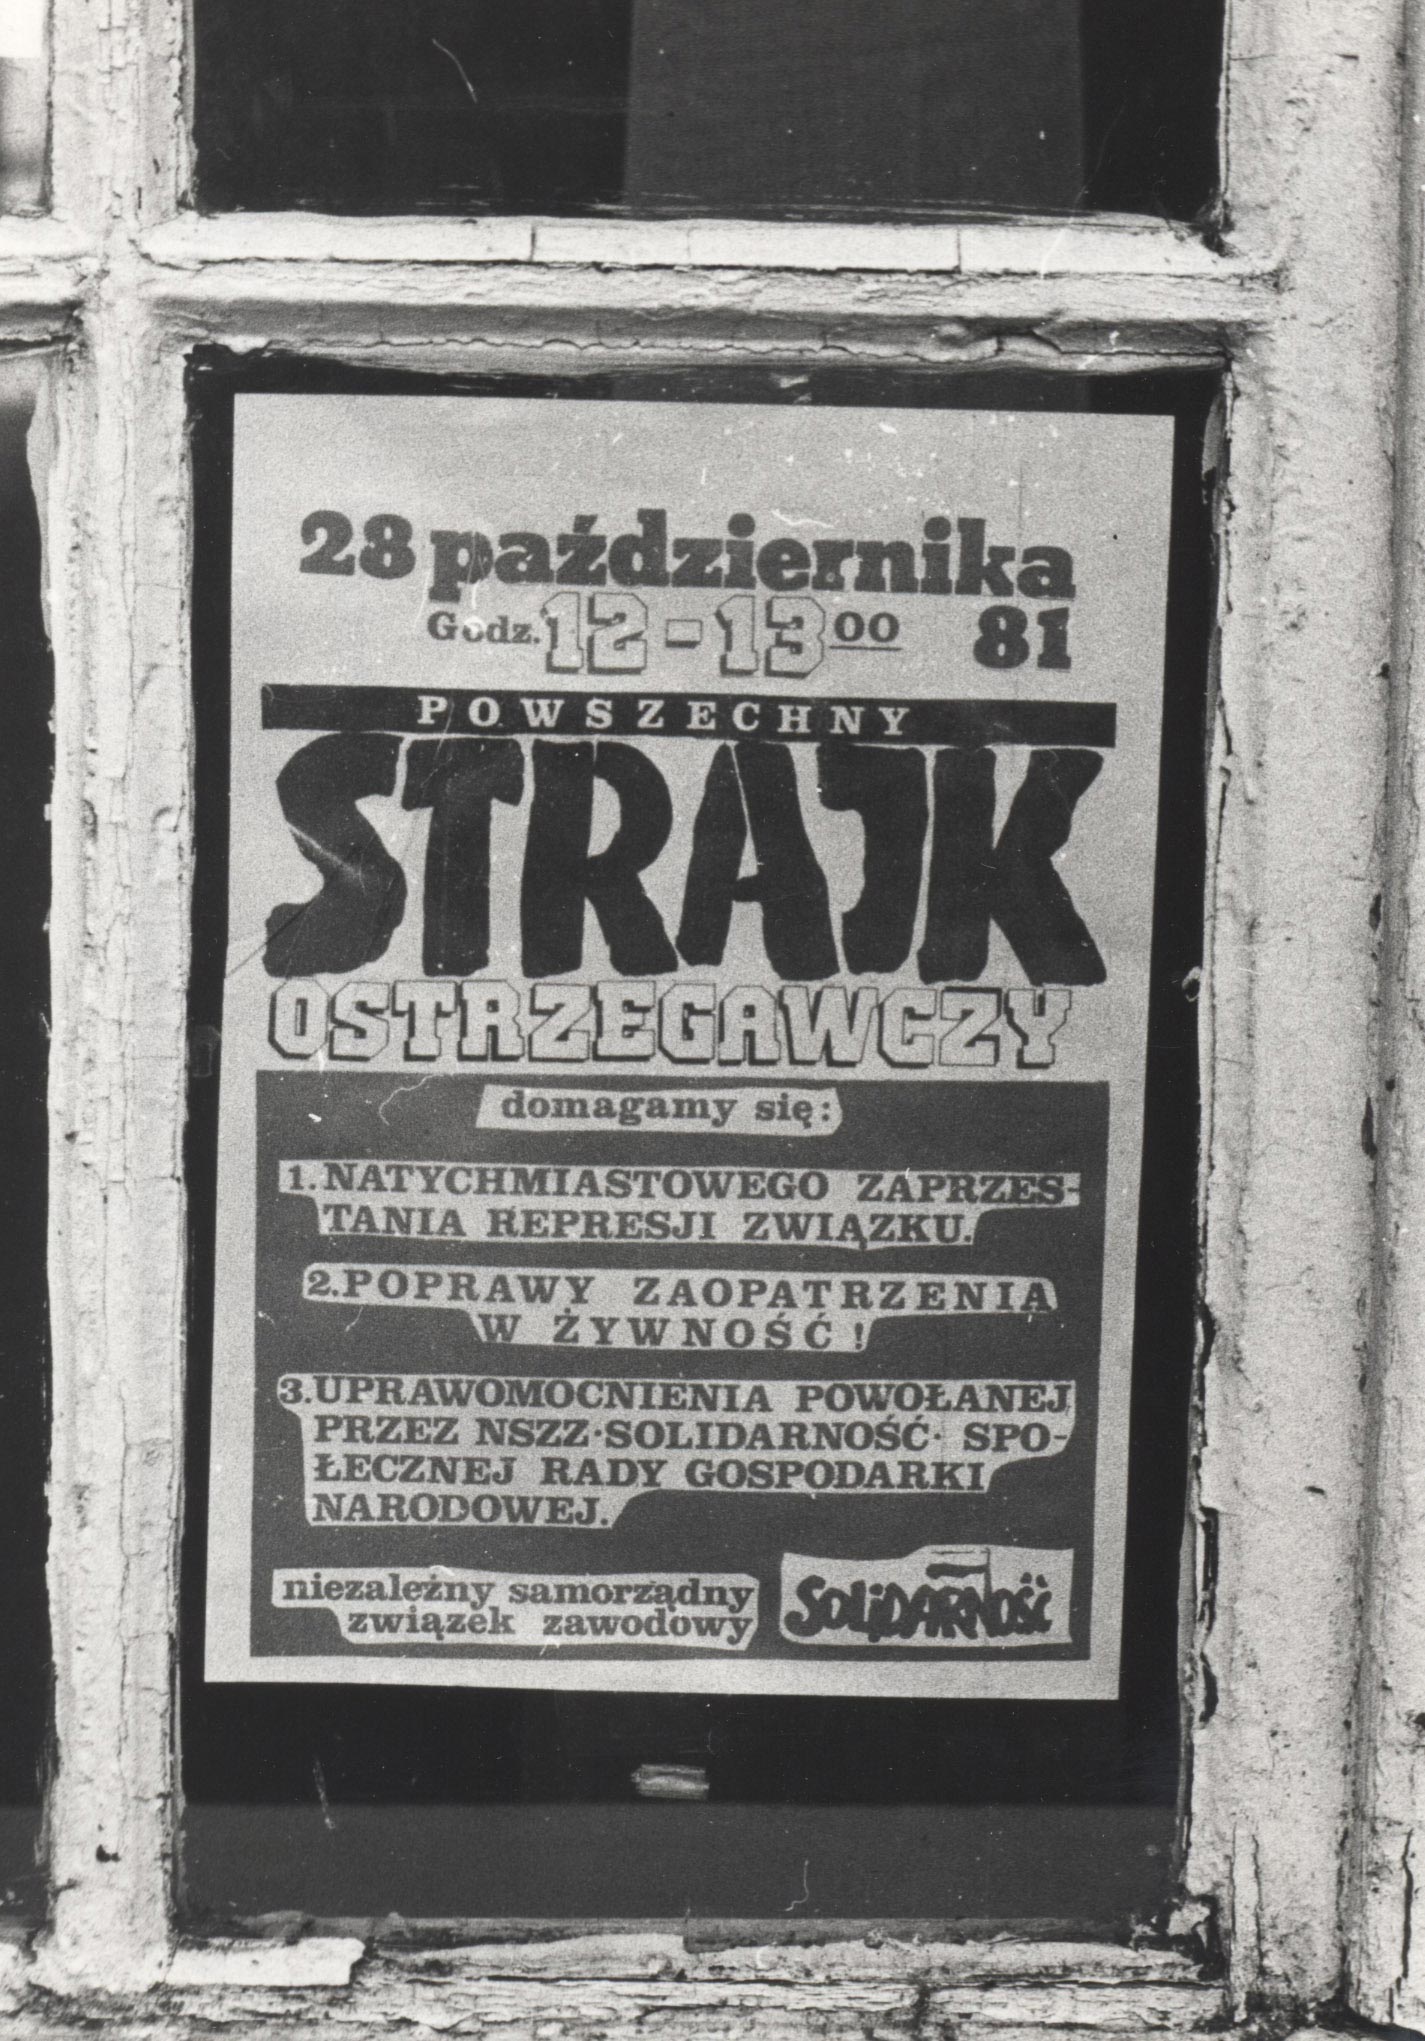 28 października
Godz. 12-13 00 81
POWSZECHNY
STRAJK
OSTRZEGAWCZY
domagamy się:
1. NATYCHMIASTOWEGO ZAPRZES-
TANIA REPRESJI ZWIĄZKU.
2. POPRAWY ZAOPATRZENIA
W ŻYWNOŚĆ!
3. UPRAWOMOCNIENIA POWOŁANEJ
PRZEZ NSZZ·SOLIDARNOŚĆ· SPO-
ŁECZNEJ RADY GOSPODARKI
NARODOWEJ.
niezależny samorządny
związek zawodowy
SOLiDARNOŚĆ